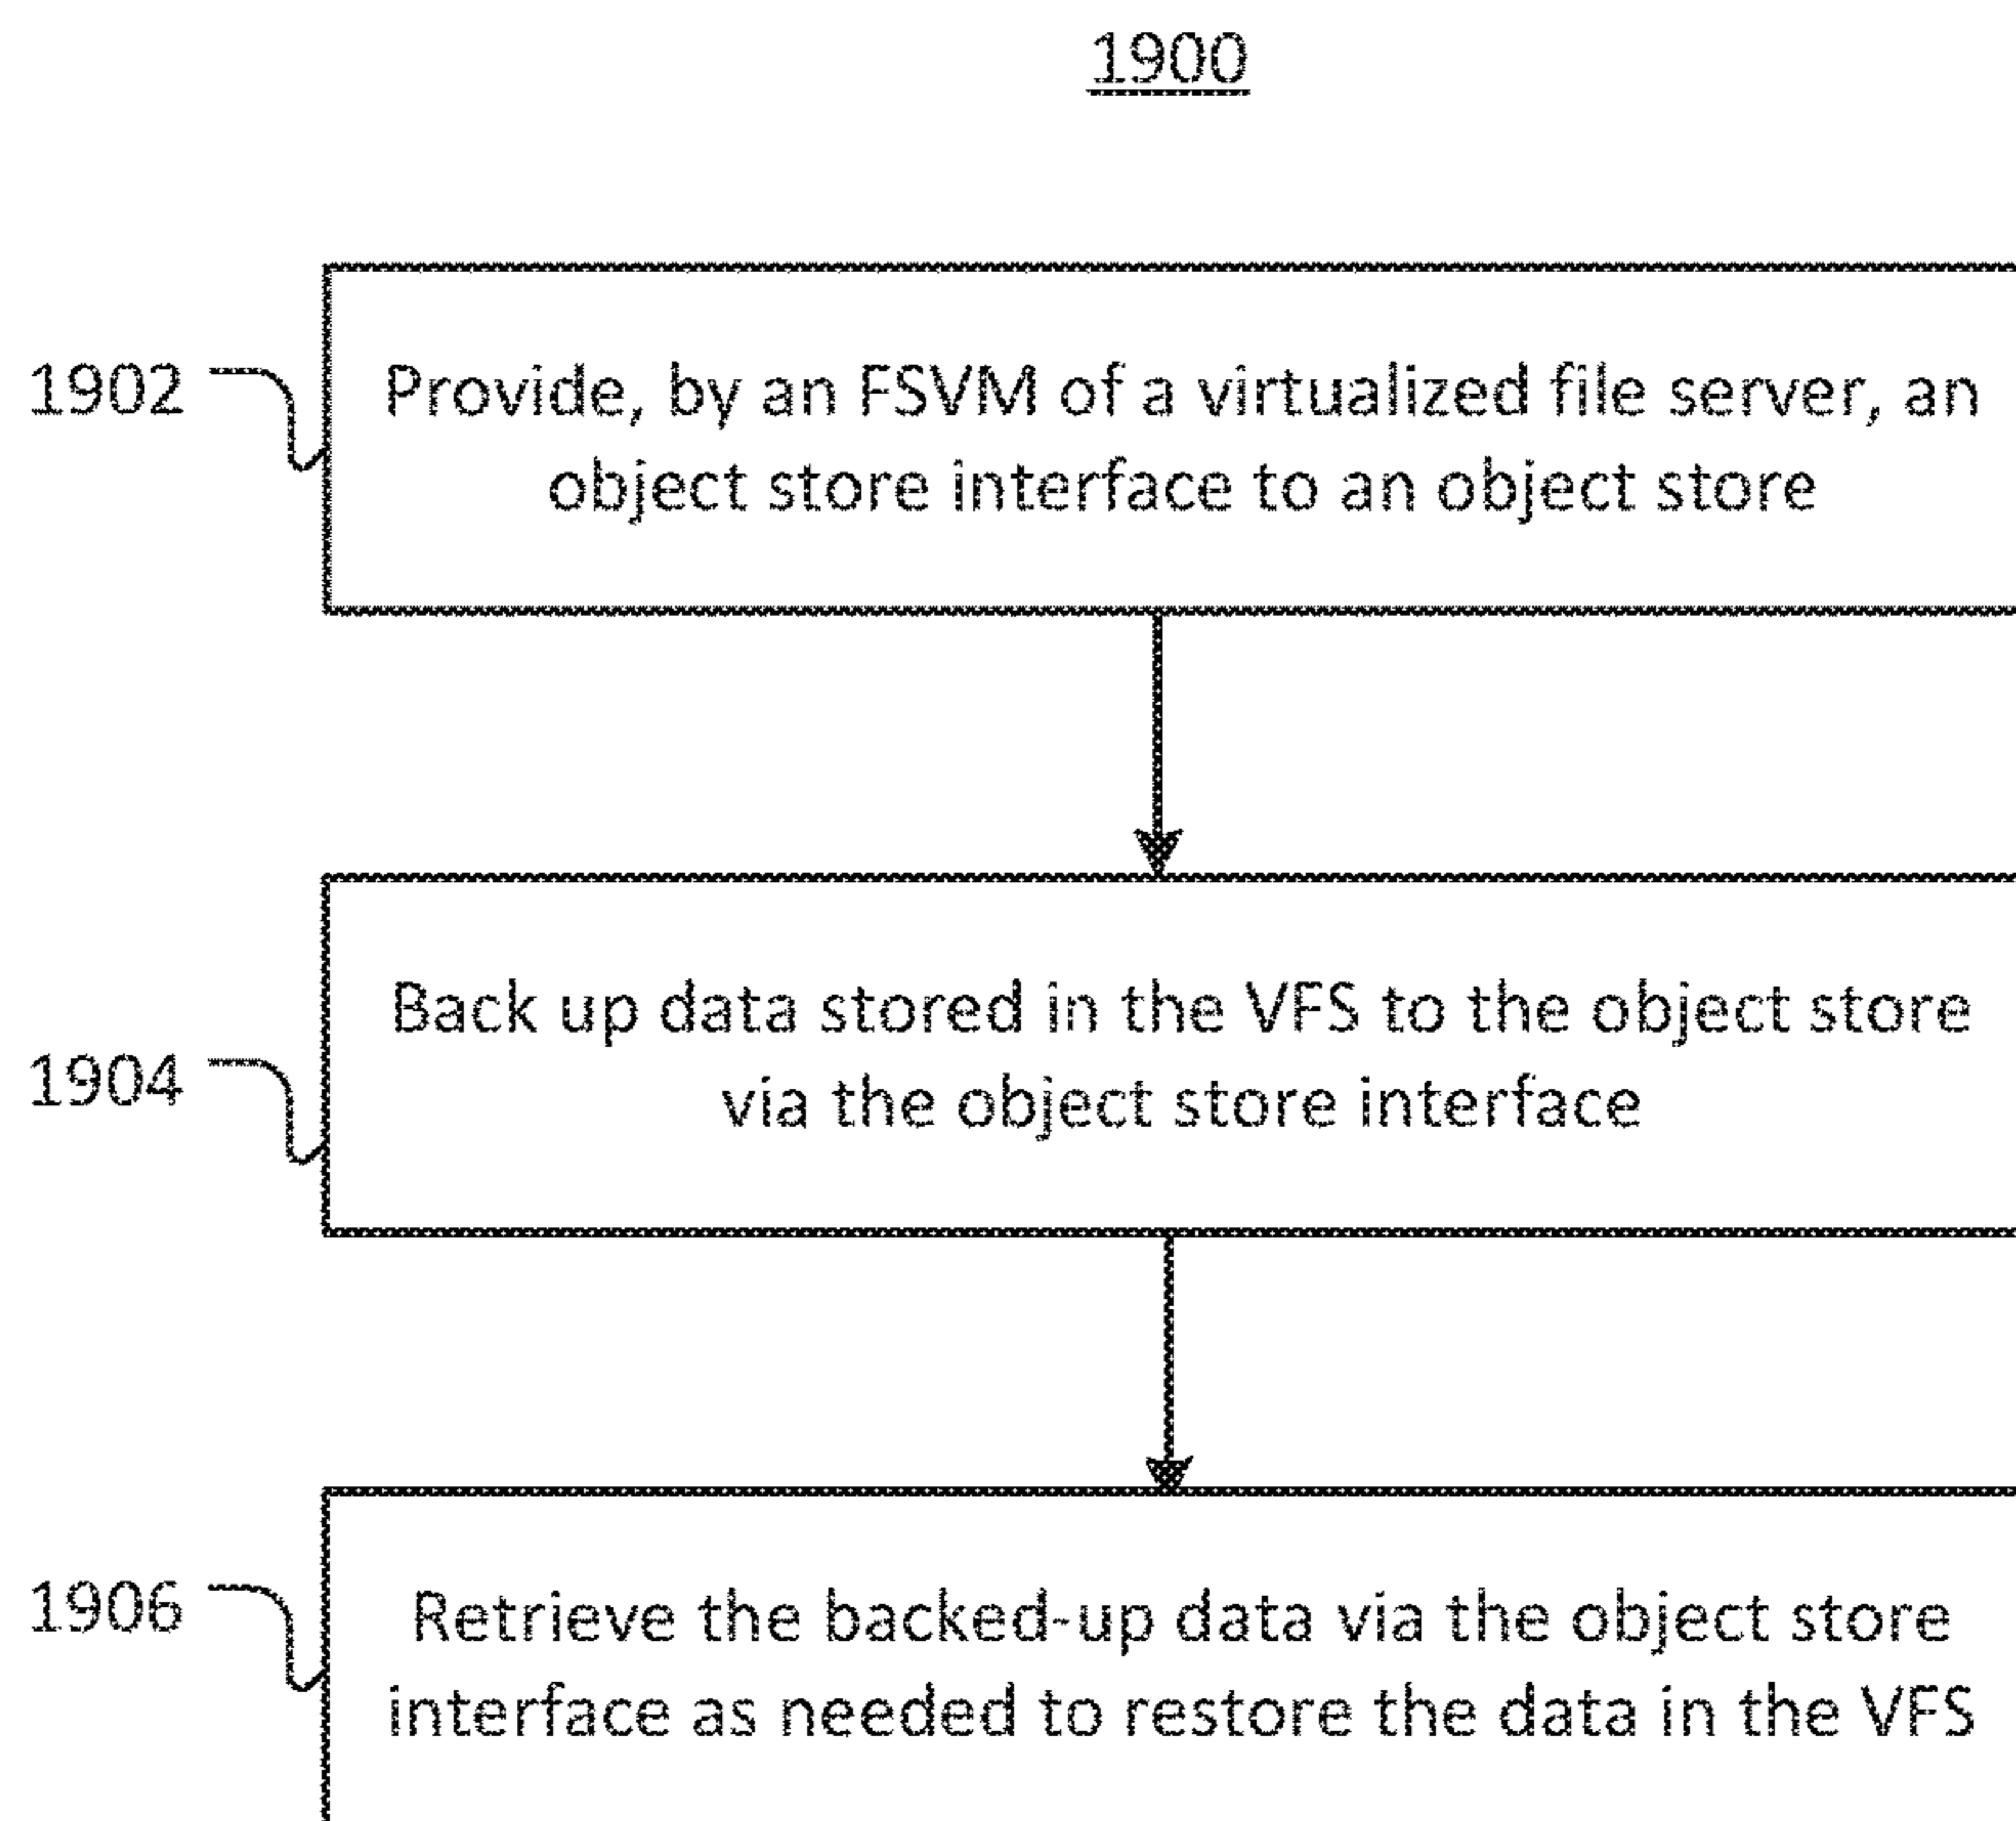 1900
1902
Provide, by an FSVM of a virtualized file server, an
object store interface to an object store
1904
Back up data stored in the VFS to the object store
via the object store interface
1906
Retrieve the backed-up data via the object store
interface as needed to restore the data in the VFS